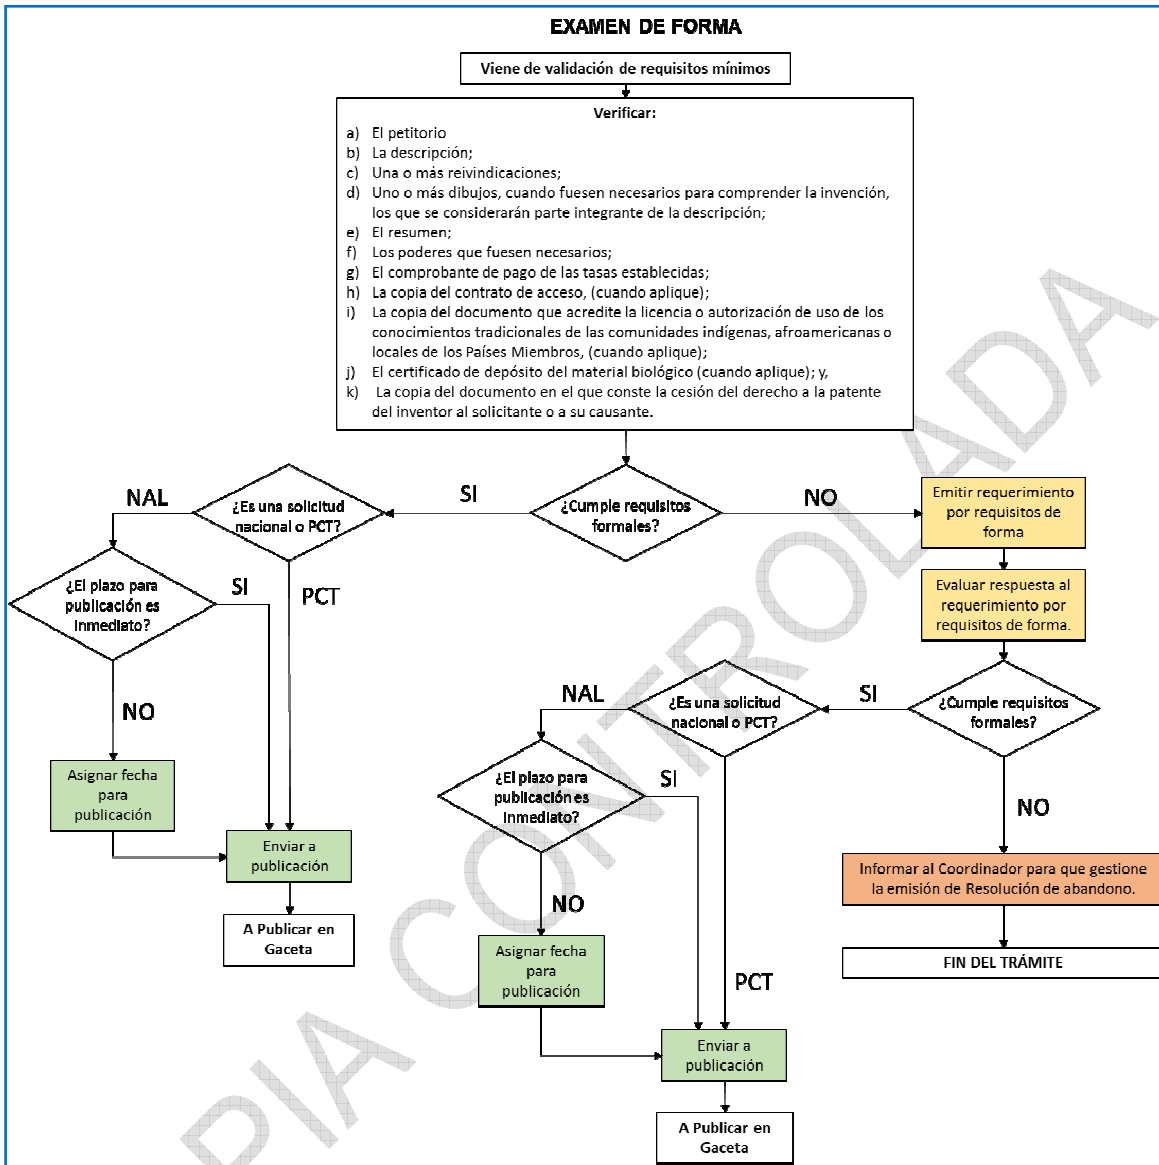 EXAMEN DE FORMA
Viene de validación de requisitos mínimos
Verificar:
a) El petitorio
b) La descripción;
c) Una o más reivindicaciones;
d) Uno o más dibujos, cuando fuesen necesarios para comprender la invención,
los que se considerarán parte integrante de la descripción;
e) El resumen;
f) Los poderes que fuesen necesarios;
g) El comprobante de pago de las tasas establecidas;
h) La copia del contrato de acceso, (cuando aplique);
i) La copia del documento que acredite la licencia o autorización de uso de los
conocimientos tradicionales de las comunidades indígenas, afroamericanas o
locales de los Países Miembros, (cuando aplique);
j) El certificado de depósito del material biológico (cuando aplique); y,
k) La copia del documento en el que conste la cesión del derecho a la patente
del inventor al solicitante o a su causante.
¿Cumple requisitos
formales?
SI
NO
¿Es una solicitud
nacional o PCT?
NAL
PCT
¿El plazo para
publicación es
inmediato?
SI
NO
Asignar fecha
para
publicación
Enviar a
publicación
A Publicar en
Gaceta
Emitir requerimiento
por requisitos de
forma
Evaluar respuesta al
requerimiento por
requisitos de forma.
¿Cumple requisitos
formales?
SI
NO
¿Es una solicitud
nacional o PCT?
NAL
PCT
¿El plazo para
publicación es
inmediato?
SI
NO
Asignar fecha
para
publicación
Enviar a
publicación
A Publicar en
Gaceta
Informar al Coordinador para que gestione
la emisión de Resolución de abandono.
FIN DEL TRÁMITE
PIA CONTROLADA